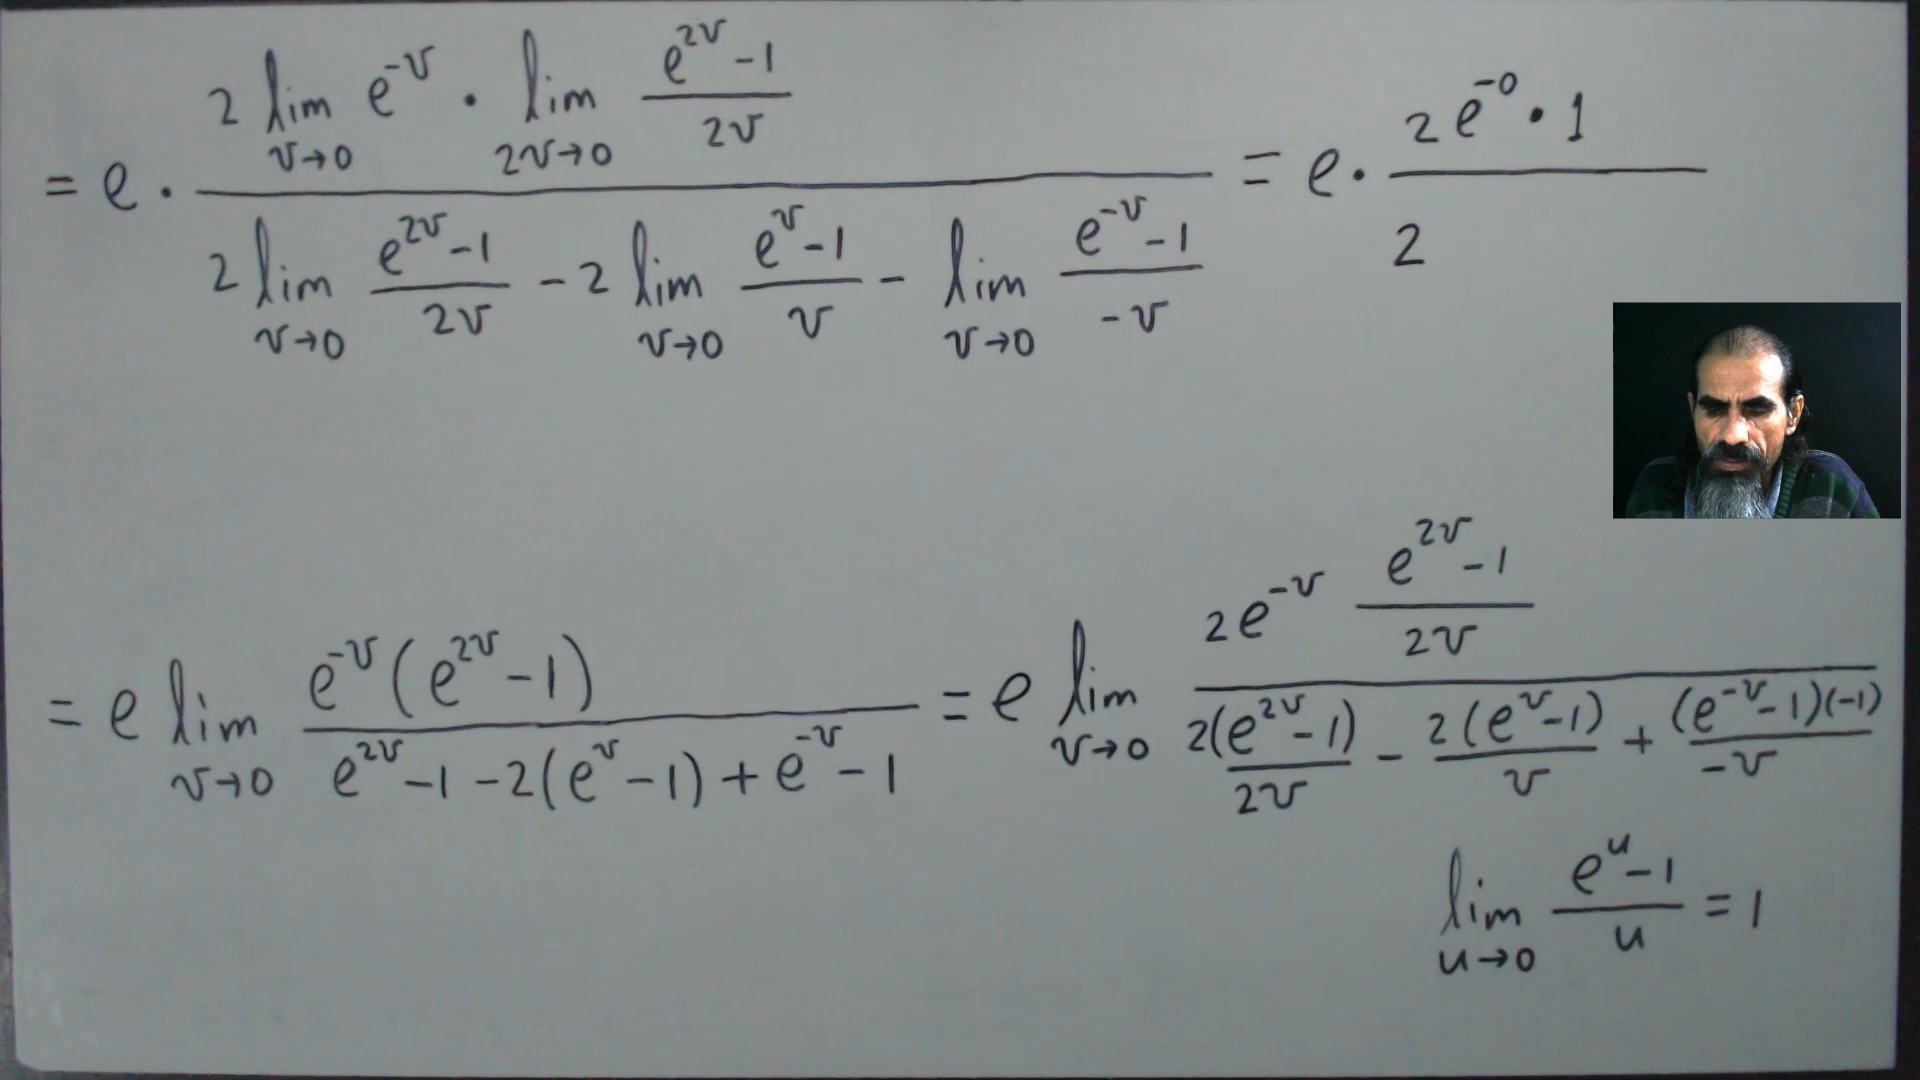 = e · (2 lim_{v→0} e^{-v} · lim_{2v→0} (e^{2v} - 1)/(2v)) / (2 lim_{v→0} (e^{2v} - 1)/(2v) - 2 lim_{v→0} (e^{v} - 1)/v - lim_{v→0} (e^{-v} - 1)/(-v)) = e · (2e^{-0} · 1)/(2
= e lim_{v→0} (e^{-v}(e^{2v} - 1))/(e^{2v} - 1 - 2(e^{v} - 1) + e^{-v} - 1) = e lim_{v→0} (2e^{-v} (e^{2v} - 1)/(2v)) / (2(e^{2v} - 1)/(2v) - 2(e^{v} - 1)/v + (e^{-v} - 1)(-1)/(-v))
lim_{u→0} (e^{u} - 1)/u = 1